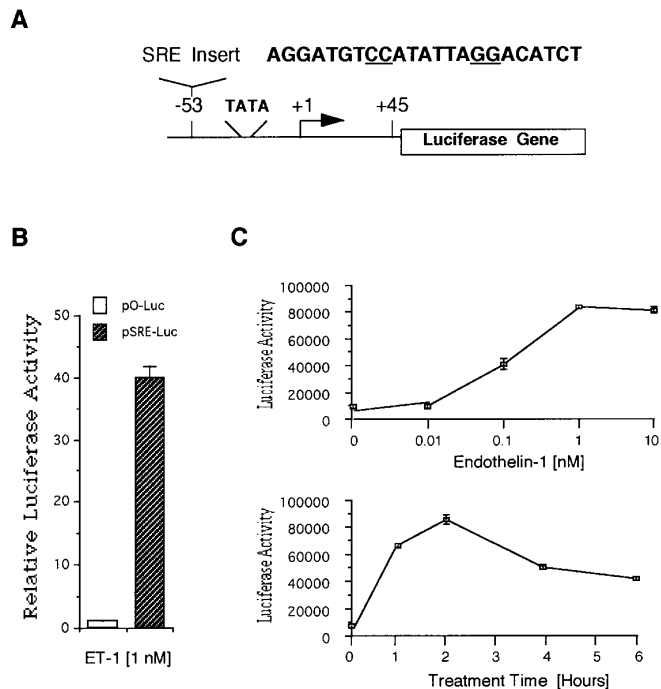 A
SRE Insert AGGATGTCCATATTAGGACATCT
-53 TATA +1 +45
Luciferase Gene
B
pO-Luc
pSRE-Luc
Relative Luciferase Activity
50
40
30
20
10
0
ET-1 [1 nM]
C
Luciferase Activity
100000
80000
60000
40000
20000
0
0 0.01 0.1 1 10
Endothelin-1 [nM]
Luciferase Activity
100000
80000
60000
40000
20000
0
0 1 2 3 4 5 6
Treatment Time [Hours]